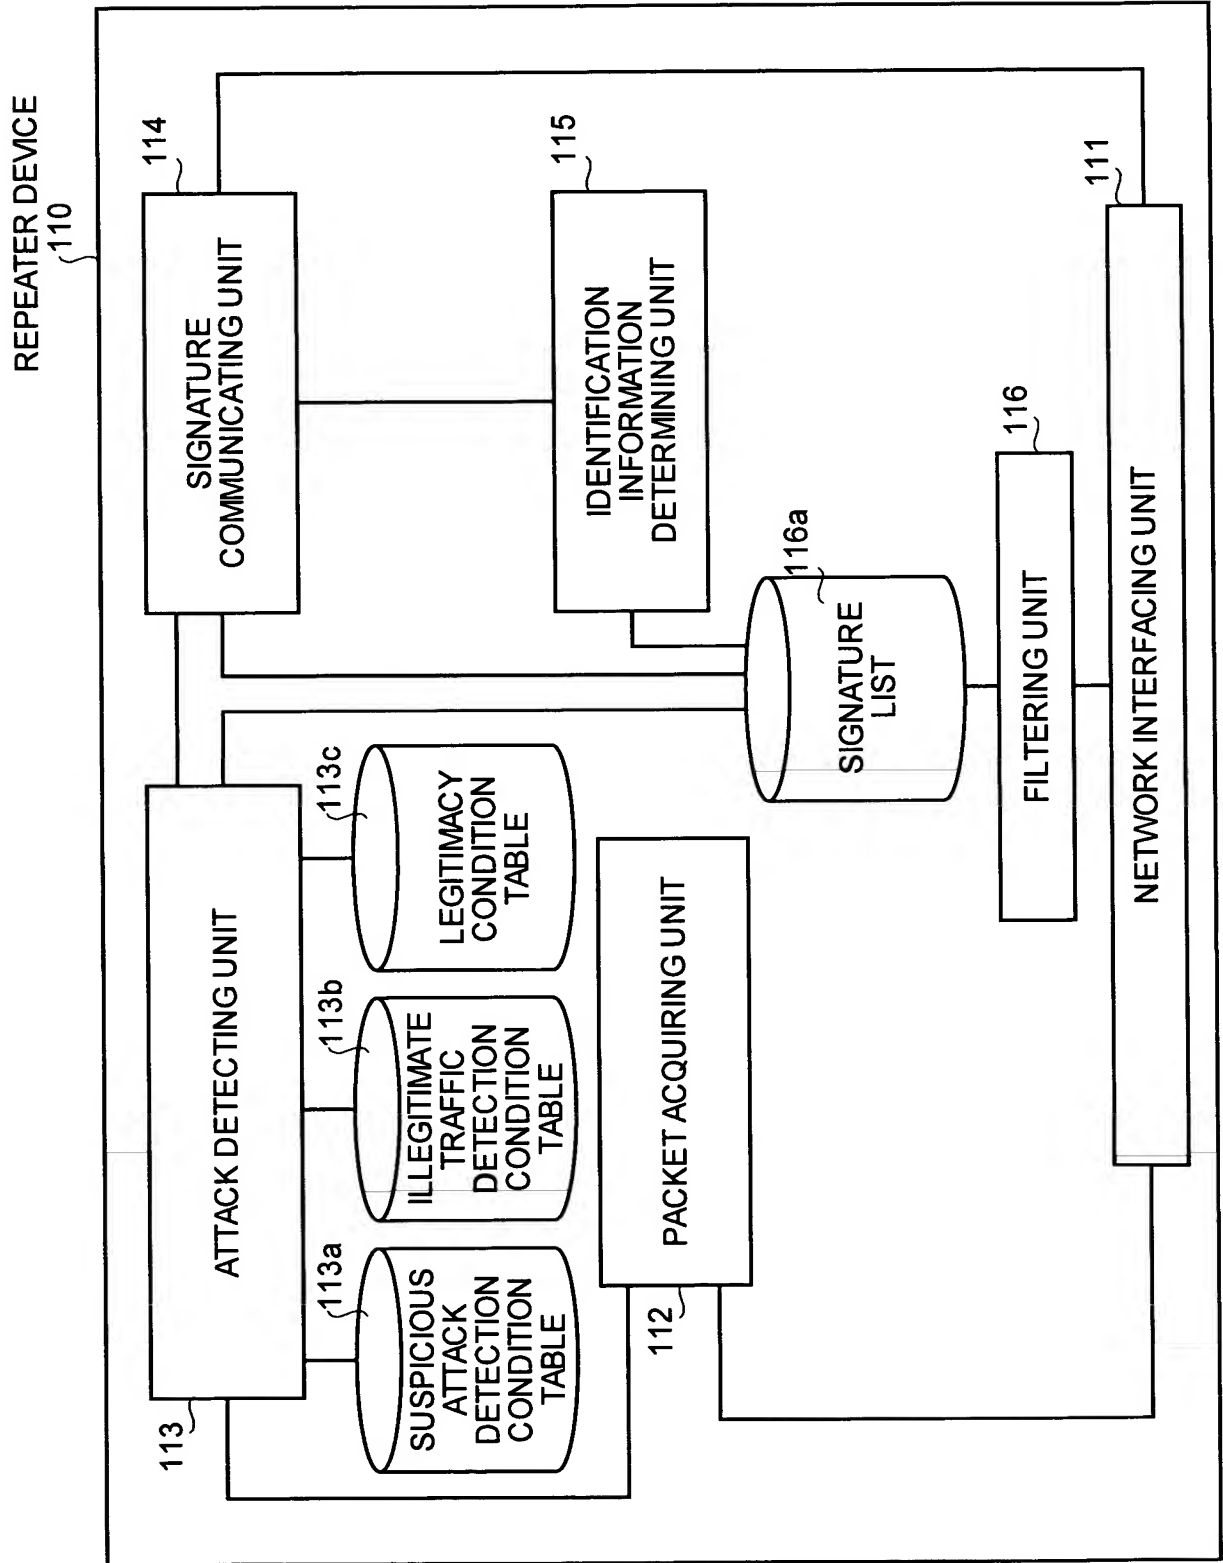 REPEATER DEVICE
110
113
ATTACK DETECTING UNIT
114
SIGNATURE
COMMUNICATING UNIT
113a
SUSPICIOUS
ATTACK
DETECTION
CONDITION
TABLE
113b
ILLEGITIMATE
TRAFFIC
DETECTION
CONDITION
TABLE
113c
LEGITIMACY
CONDITION
TABLE
115
IDENTIFICATION
INFORMATION
DETERMINING UNIT
112
PACKET ACQUIRING UNIT
116a
SIGNATURE
LIST
116
FILTERING UNIT
111
NETWORK INTERFACING UNIT